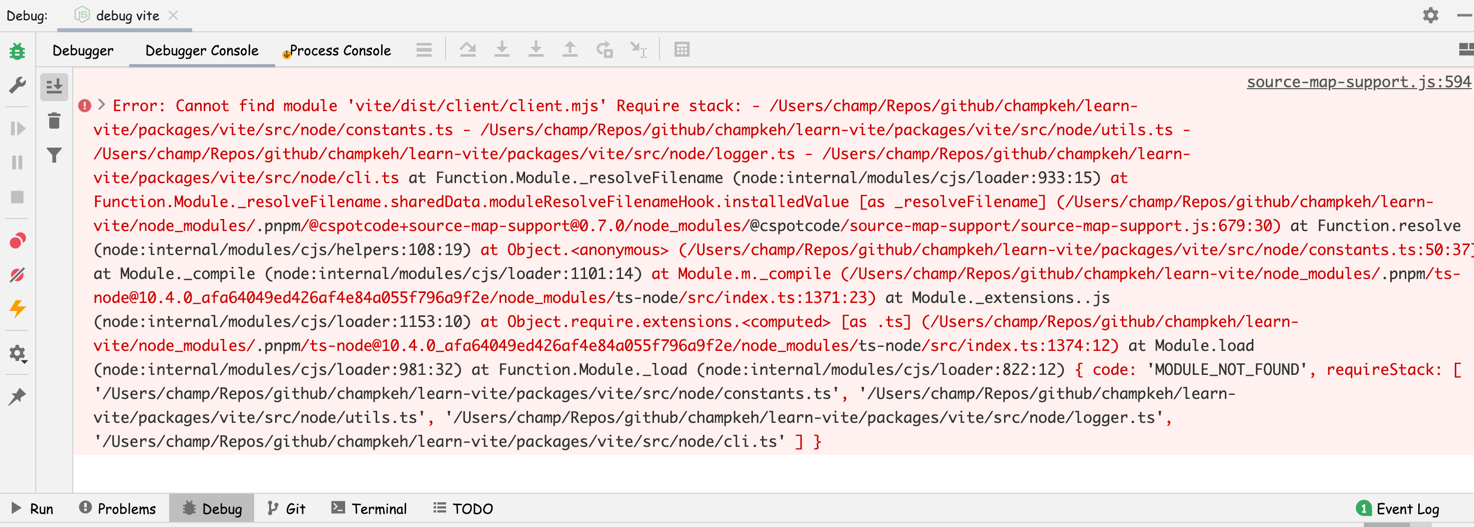 Debug: debug vite
Debugger Debugger Console Process Console
source-map-support.js:594
Error: Cannot find module 'vite/dist/client/client.mjs' Require stack: - /Users/champ/Repos/github/champkeh/learn-
vite/packages/vite/src/node/constants.ts - /Users/champ/Repos/github/champkeh/learn-vite/packages/vite/src/node/utils.ts -
/Users/champ/Repos/github/champkeh/learn-vite/packages/vite/src/node/logger.ts - /Users/champ/Repos/github/champkeh/learn-
vite/packages/vite/src/node/cli.ts at Function.Module._resolveFilename (node:internal/modules/cjs/loader:933:15) at
Function.Module._resolveFilename.sharedData.moduleResolveFilenameHook.installedValue [as _resolveFilename] (/Users/champ/Repos/github/champkeh/learn-
vite/node_modules/.pnpm/@cspotcode+source-map-support@0.7.0/node_modules/@cspotcode/source-map-support/source-map-support.js:679:30) at Function.resolve
(node:internal/modules/cjs/helpers:108:19) at Object.<anonymous> (/Users/champ/Repos/github/champkeh/learn-vite/packages/vite/src/node/constants.ts:50:37)
at Module._compile (node:internal/modules/cjs/loader:1101:14) at Module.m._compile (/Users/champ/Repos/github/champkeh/learn-vite/node_modules/.pnpm/ts-
node@10.4.0_afa64049ed426af4e84a055f796a9f2e/node_modules/ts-node/src/index.ts:1371:23) at Module._extensions..js
(node:internal/modules/cjs/loader:1153:10) at Object.require.extensions.<computed> [as .ts] (/Users/champ/Repos/github/champkeh/learn-
vite/node_modules/.pnpm/ts-node@10.4.0_afa64049ed426af4e84a055f796a9f2e/node_modules/ts-node/src/index.ts:1374:12) at Module.load
(node:internal/modules/cjs/loader:981:32) at Function.Module._load (node:internal/modules/cjs/loader:822:12) { code: 'MODULE_NOT_FOUND', requireStack: [
'/Users/champ/Repos/github/champkeh/learn-vite/packages/vite/src/node/constants.ts', '/Users/champ/Repos/github/champkeh/learn-
vite/packages/vite/src/node/utils.ts', '/Users/champ/Repos/github/champkeh/learn-vite/packages/vite/src/node/logger.ts',
'/Users/champ/Repos/github/champkeh/learn-vite/packages/vite/src/node/cli.ts' ] }
Run Problems Debug Git Terminal TODO 1 Event Log